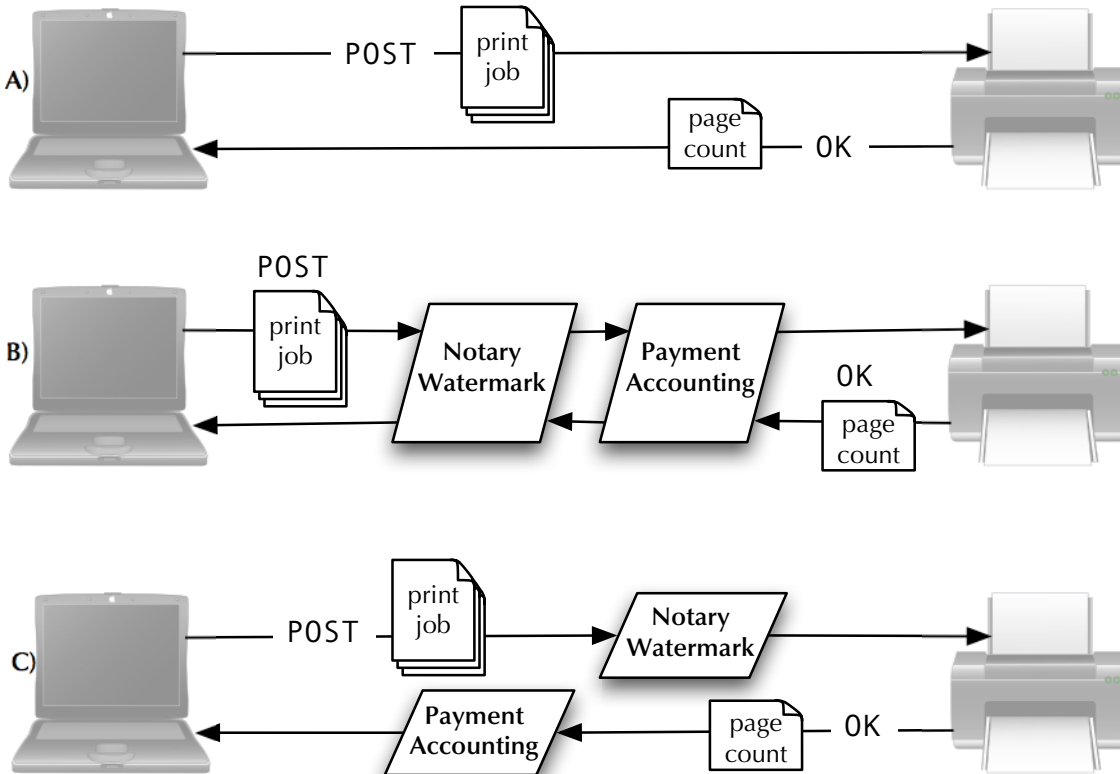 A)
POST
print
job
page
count
OK
B)
POST
print
job
Notary
Watermark
Payment
Accounting
OK
page
count
C)
POST
print
job
Notary
Watermark
Payment
Accounting
page
count
OK